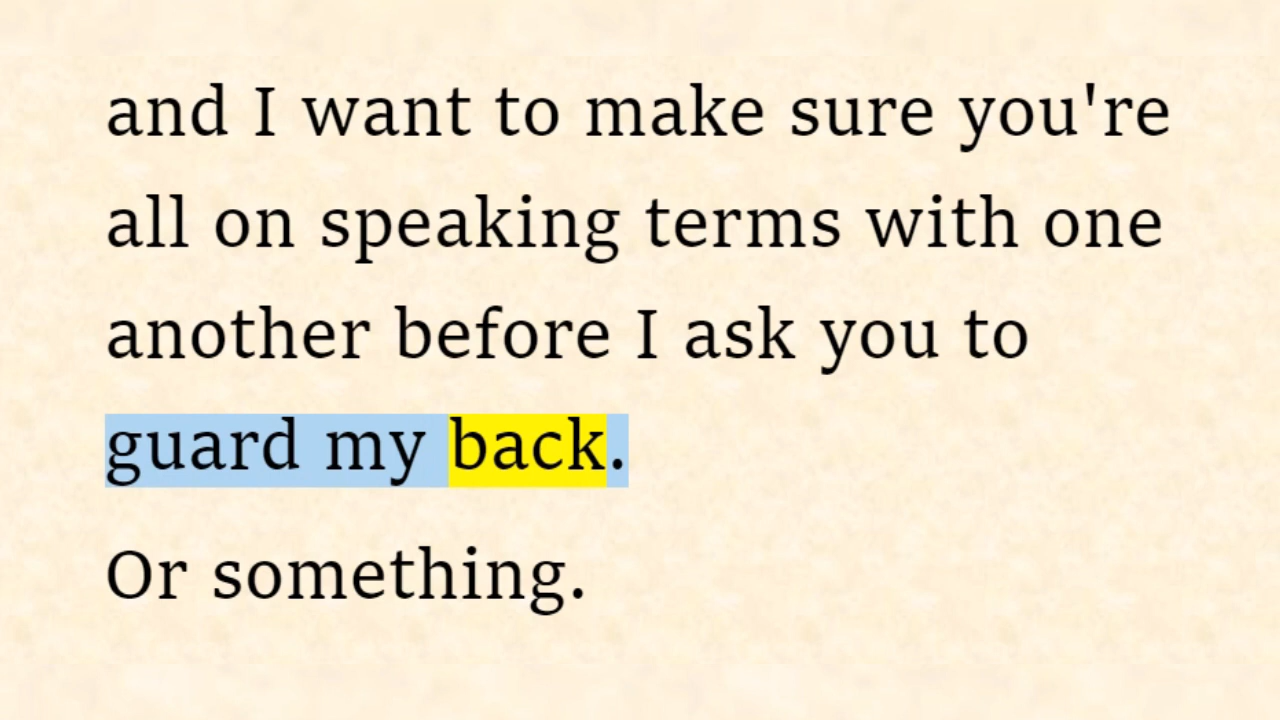 and I want to make sure you're
all on speaking terms with one
another before I ask you to
guard my back.
Or something.